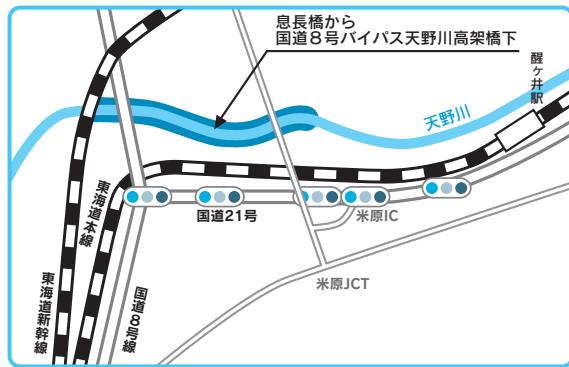 息長橋から
国道8号バイパス天野川高架橋下
醒ヶ井駅
天野川
東海道本線
国道21号
米原IC
東海道新幹線
国道8号線
米原JCT